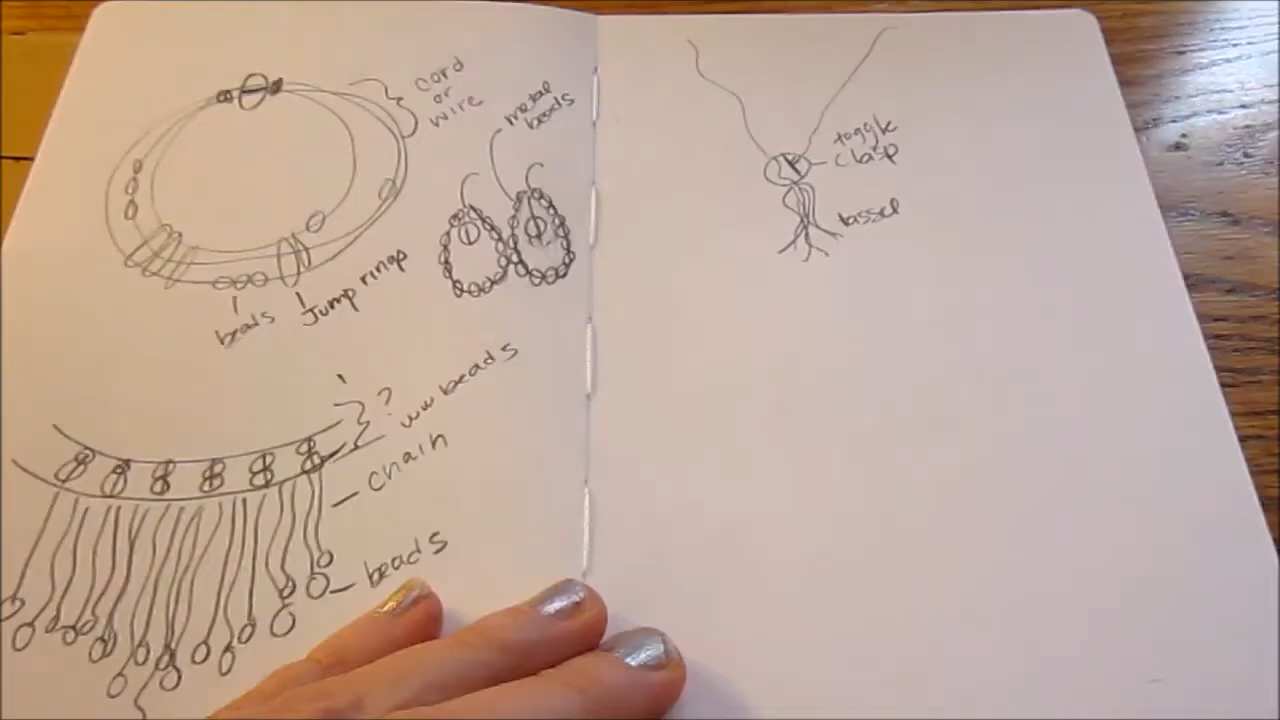 cord
or
wire
metal
beads
beads
Jump rings
?
ww beads
chain
beads
toggle
clasp
tassel